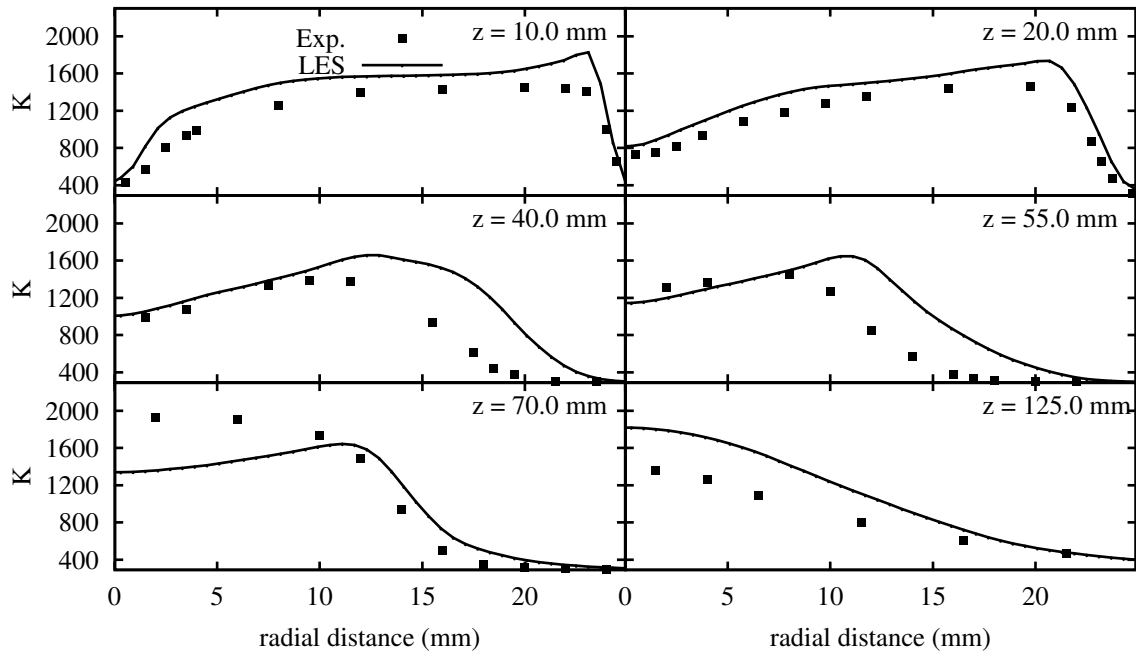 2200
1600
1200
800
400
K
Exp.
LES
z = 10.0 mm
z = 20.0 mm
2000
1600
1200
800
400
K
z = 40.0 mm
z = 55.0 mm
2000
1600
1200
800
400
K
z = 70.0 mm
z = 125.0 mm
0 5 10 15 20 0 5 10 15 20
radial distance (mm) radial distance (mm)